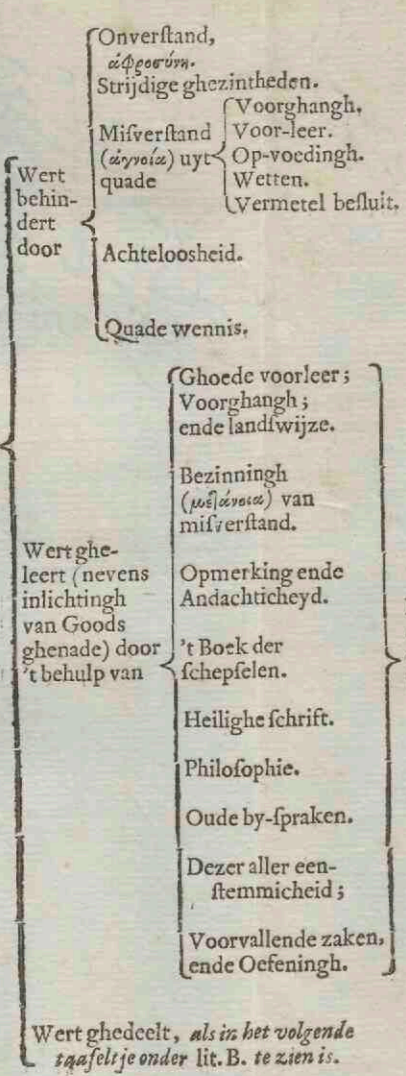 Onverſtand,
ἀφροσύνη.
Strijdige ghezintheden.
Miſverſtand
(ἀγνοία) uyt
quade
Voorghangh.
Voor-leer.
Op-voedingh.
Wetten.
Vermetel beſluit.
Wert
behin-
dert
door
Achteloosheid.
Quade wennis.
Ghoede voorleer;
Voorghangh;
ende landſwijze.
Bezinningh
(μετάνοια) van
miſverſtand.
Wert ghe-
leert (nevens
inlichtingh
van Goods
ghenade) door
't behulp van
Opmerking ende
Andachticheyd.
't Boek der
ſchepſelen.
Heilighe ſchrift.
Philoſophie.
Oude by-ſpraken.
Dezer aller een-
ſtemmicheid;
Voorvallende zaken,
ende Oefeningh.
Wert ghedeelt, als in het volgende
taafeltje onder lit. B. te zien is.